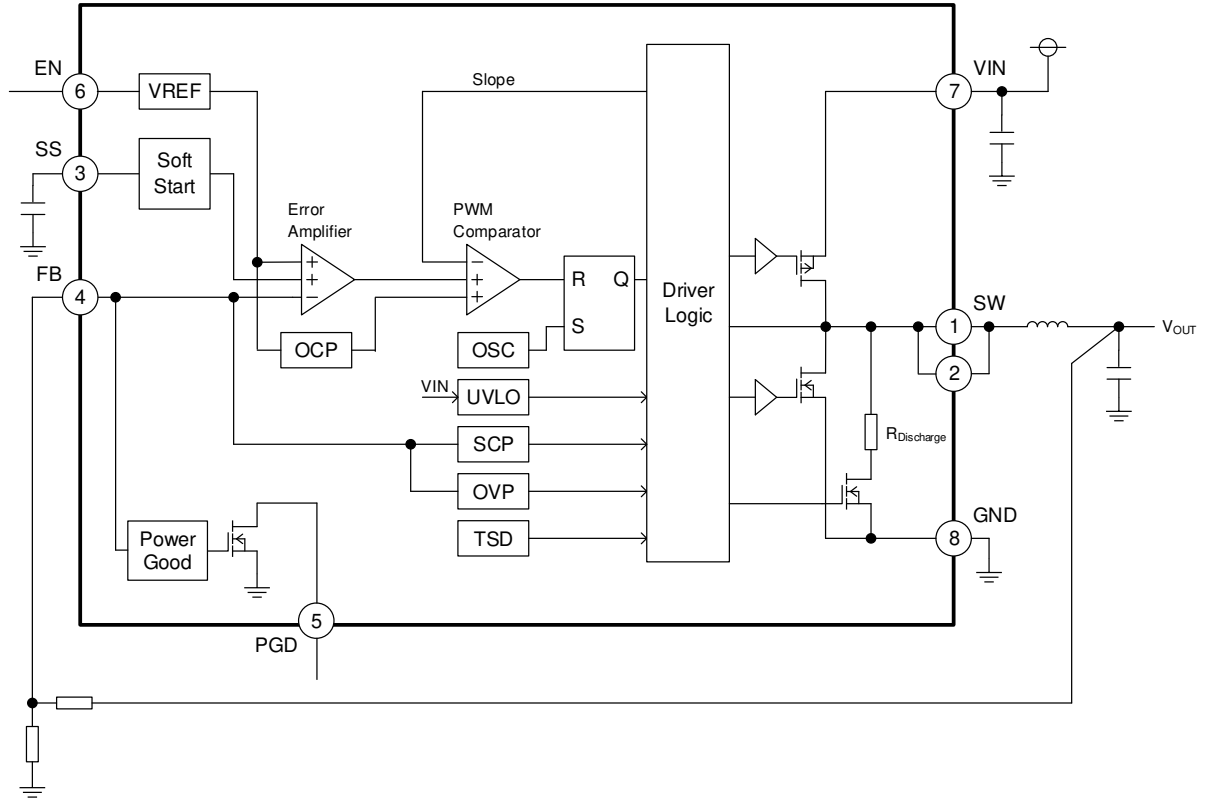 EN
6
VREF
Slope
VIN
7
SS
3
Soft
Start
Error
Amplifier
PWM
Comparator
+
+
−
−
+
+
R
Q
S
FB
4
OCP
OSC
Driver
Logic
SW
1
2
VOUT
VIN
UVLO
SCP
OVP
TSD
RDischarge
Power
Good
GND
8
5
PGD